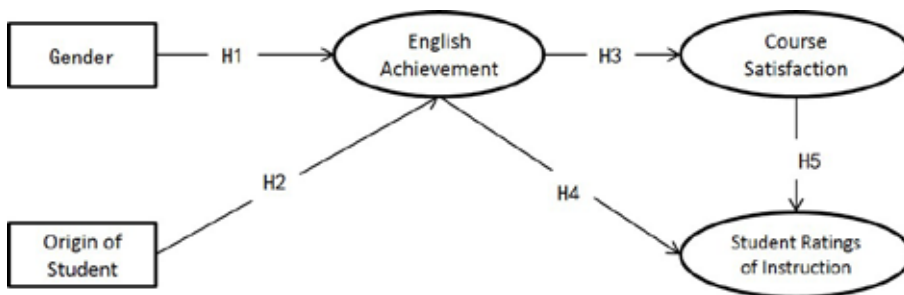 Gender
H1
English
Achievement
H3
Course
Satisfaction
H2
H4
H5
Origin of
Student
Student Ratings
of Instruction